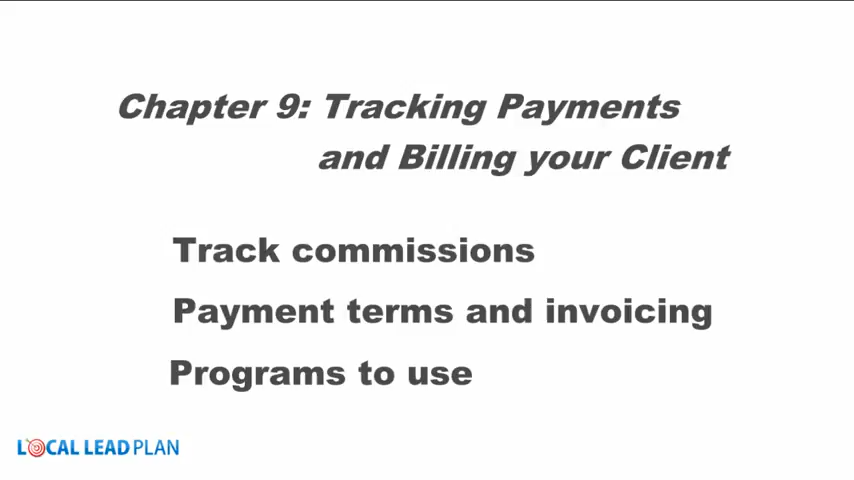 Chapter 9: Tracking Payments
and Billing your Client
Track commissions
Payment terms and invoicing
Programs to use
LOCAL LEAD PLAN